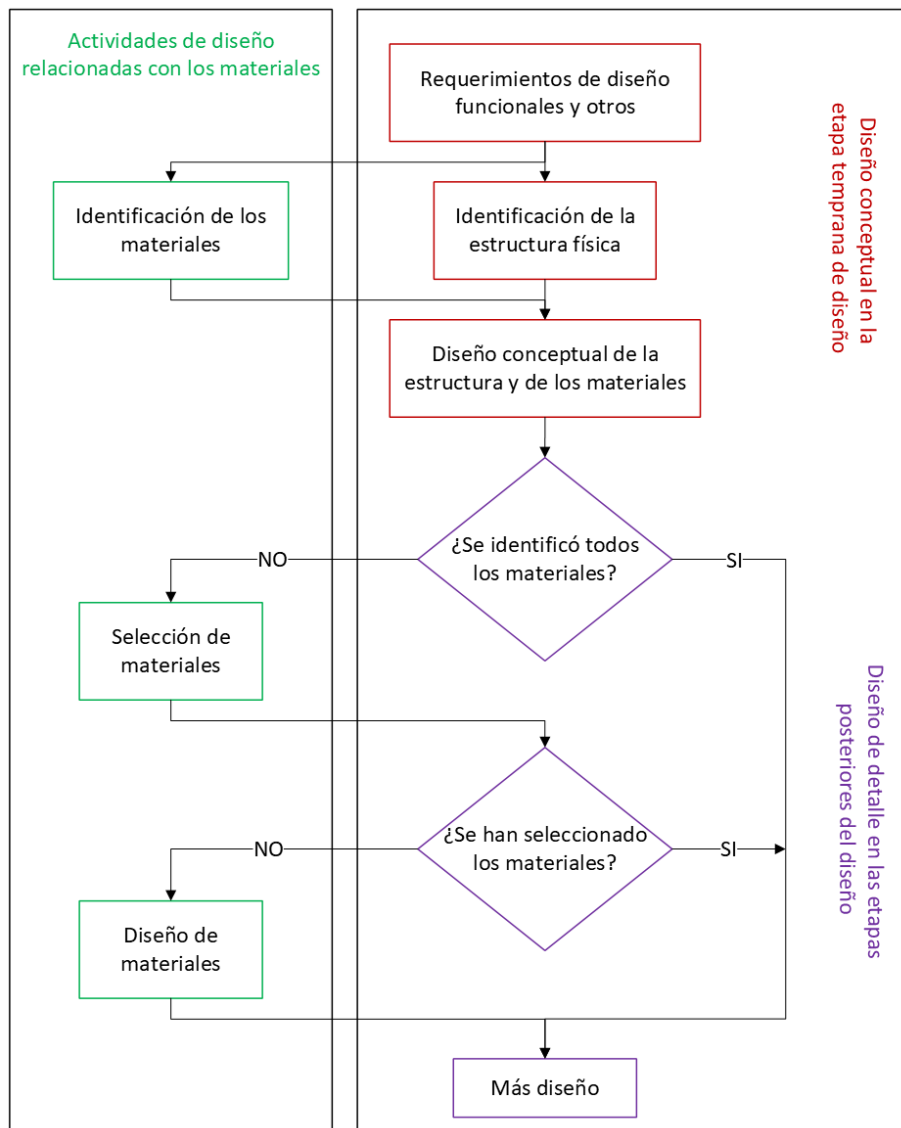 Actividades de diseño
relacionadas con los materiales
Requerimientos de diseño
funcionales y otros
Identificación de los
materiales
Identificación de la
estructura física
Diseño conceptual de la
estructura y de los materiales
Diseño conceptual en la
etapa temprana de diseño
¿Se identificó todos
los materiales?
NO
SI
Selección de
materiales
¿Se han seleccionado
los materiales?
NO
SI
Diseño de
materiales
Diseño de detalle en las etapas
posteriores del diseño
Más diseño